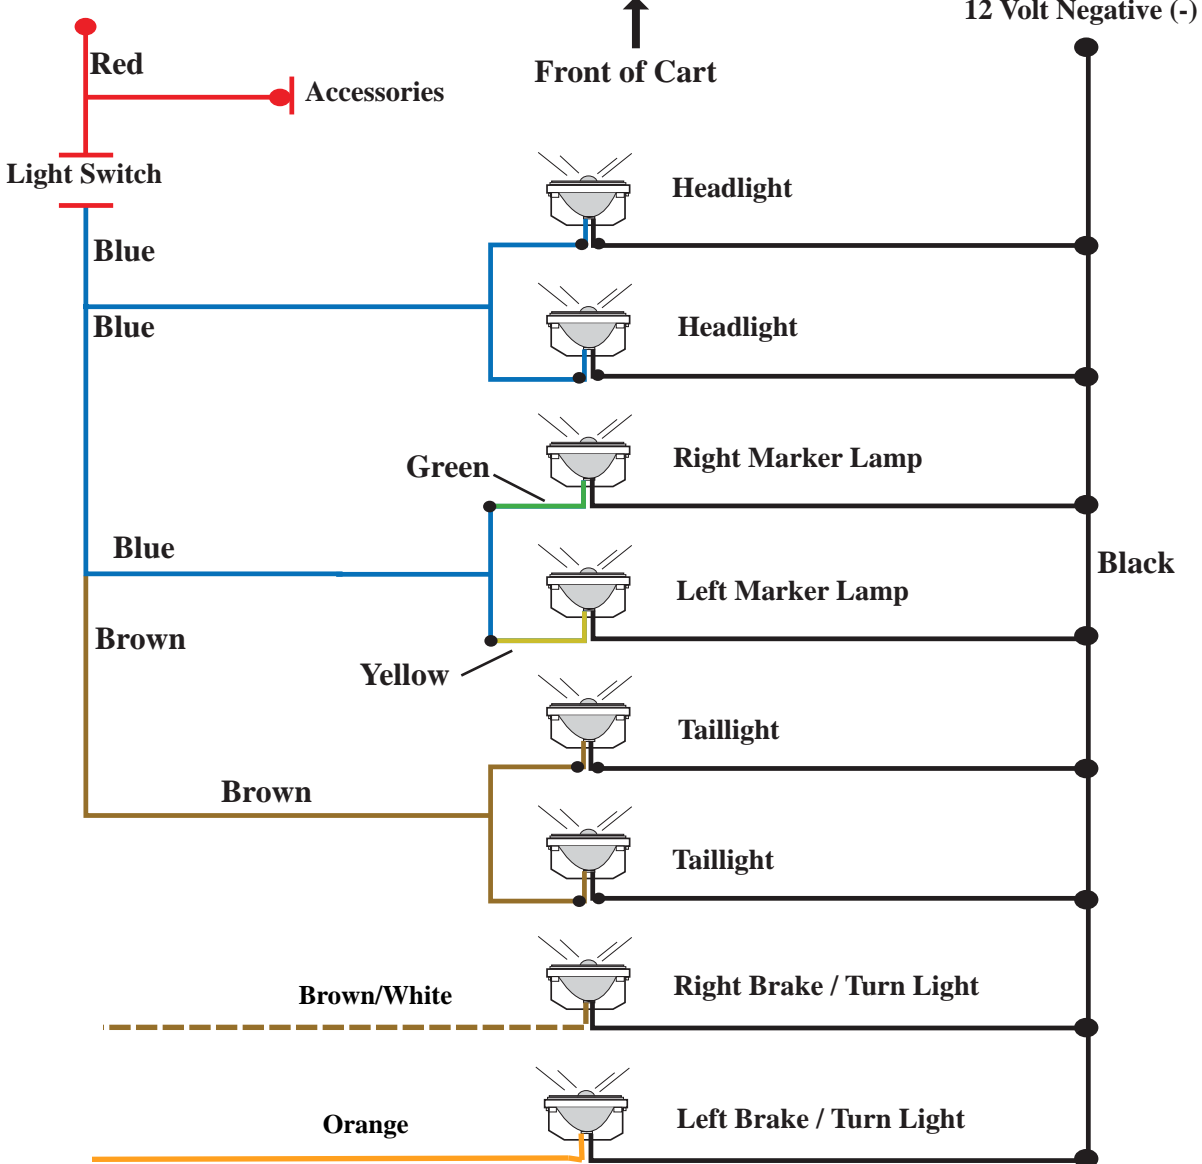 12 Volt Negative (-)
Red
Front of Cart
Accessories
Light Switch
Headlight
Blue
Blue
Headlight
Green
Right Marker Lamp
Blue
Black
Left Marker Lamp
Brown
Yellow
Taillight
Brown
Taillight
Brown/White
Right Brake / Turn Light
Orange
Left Brake / Turn Light